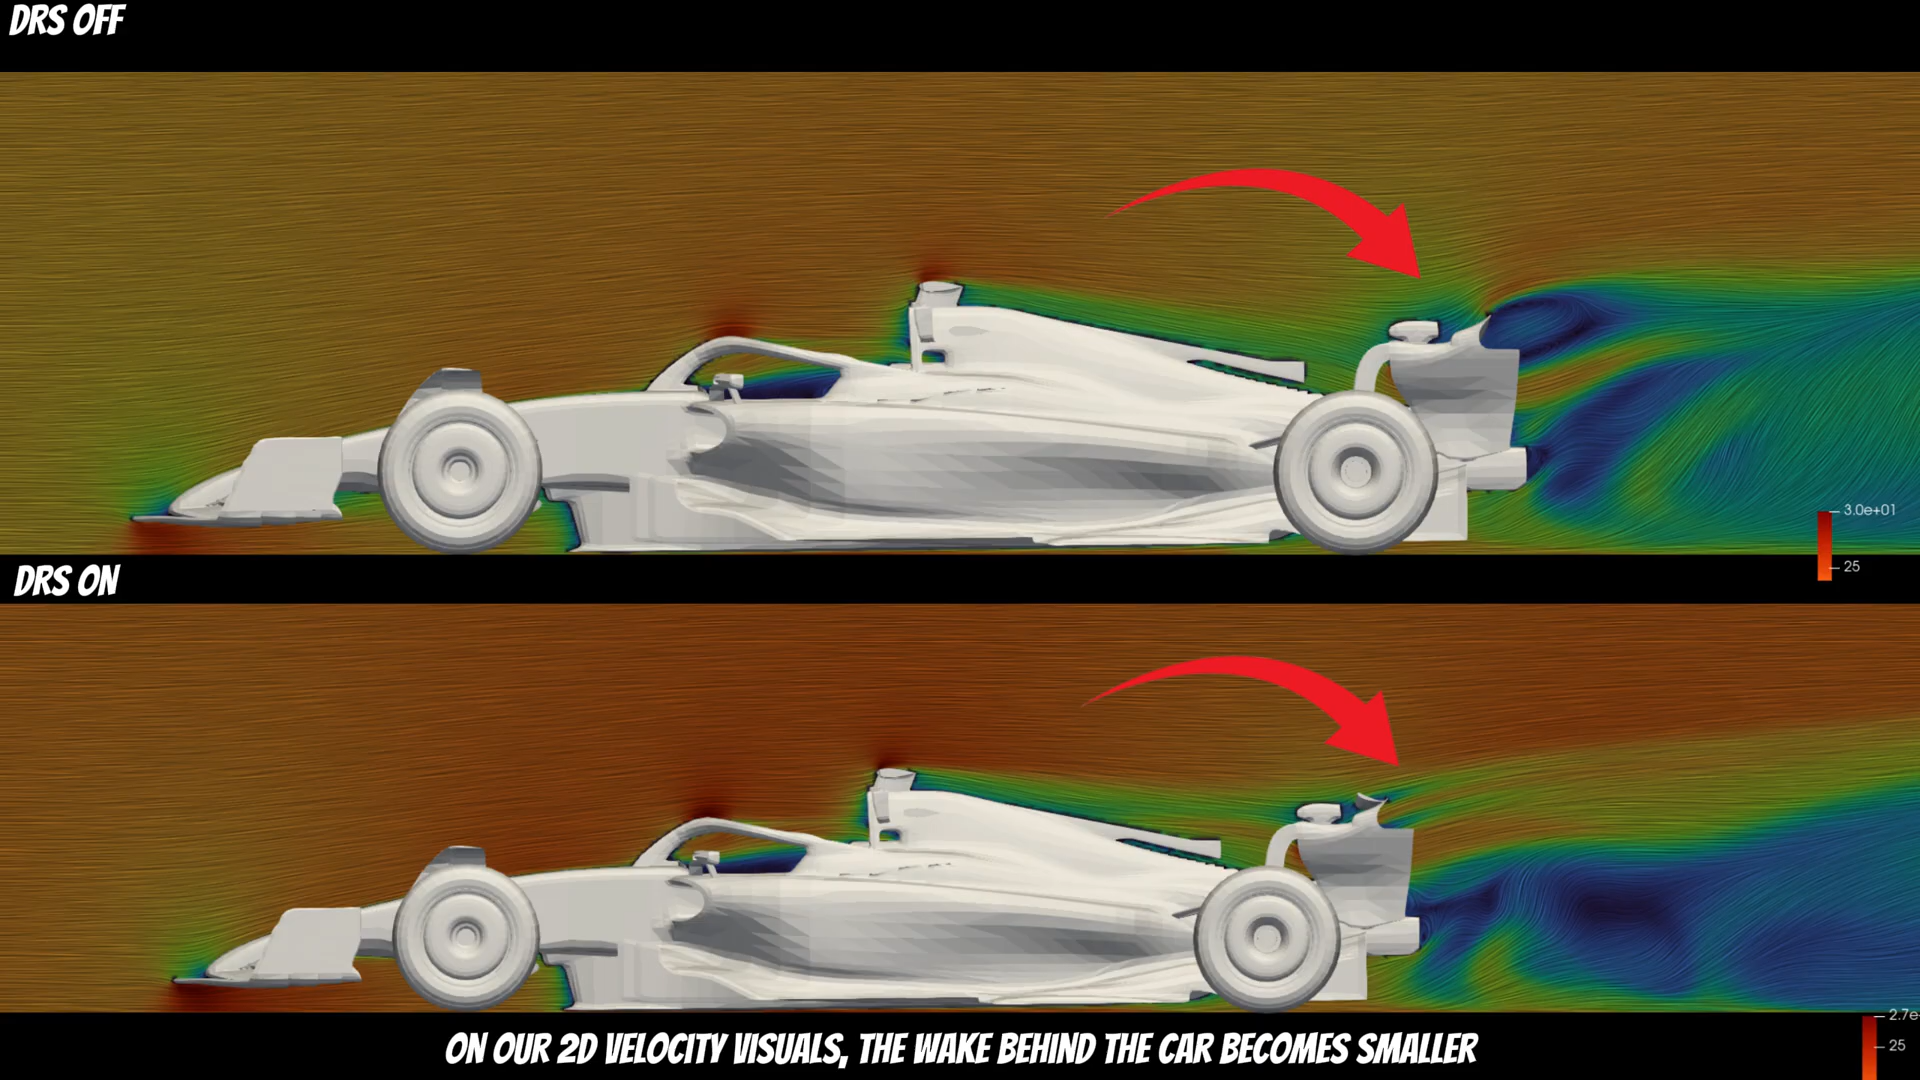 DRS OFF
3.0e+01
25
DRS ON
2.7e
25
ON OUR 2D VELOCITY VISUALS, THE WAKE BEHIND THE CAR BECOMES SMALLER